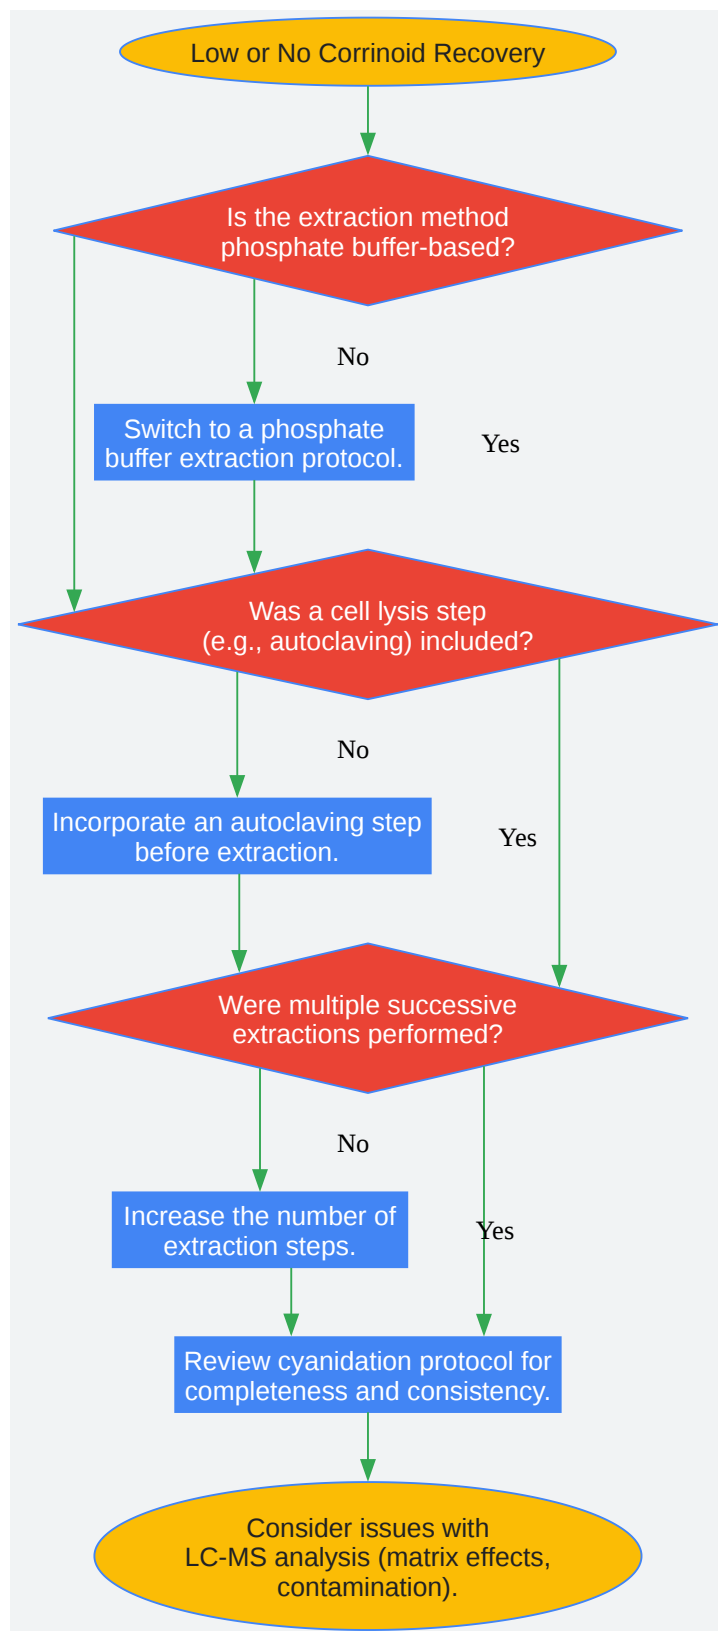 Low or No Corrinoid Recovery
Is the extraction method
phosphate buffer-based?
No
Switch to a phosphate
buffer extraction protocol.
Yes
Was a cell lysis step
(e.g., autoclaving) included?
No
Incorporate an autoclaving step
before extraction.
Yes
Were multiple successive
extractions performed?
No
Increase the number of
extraction steps.
Yes
Review cyanidation protocol for
completeness and consistency.
Consider issues with
LC-MS analysis (matrix effects,
contamination).